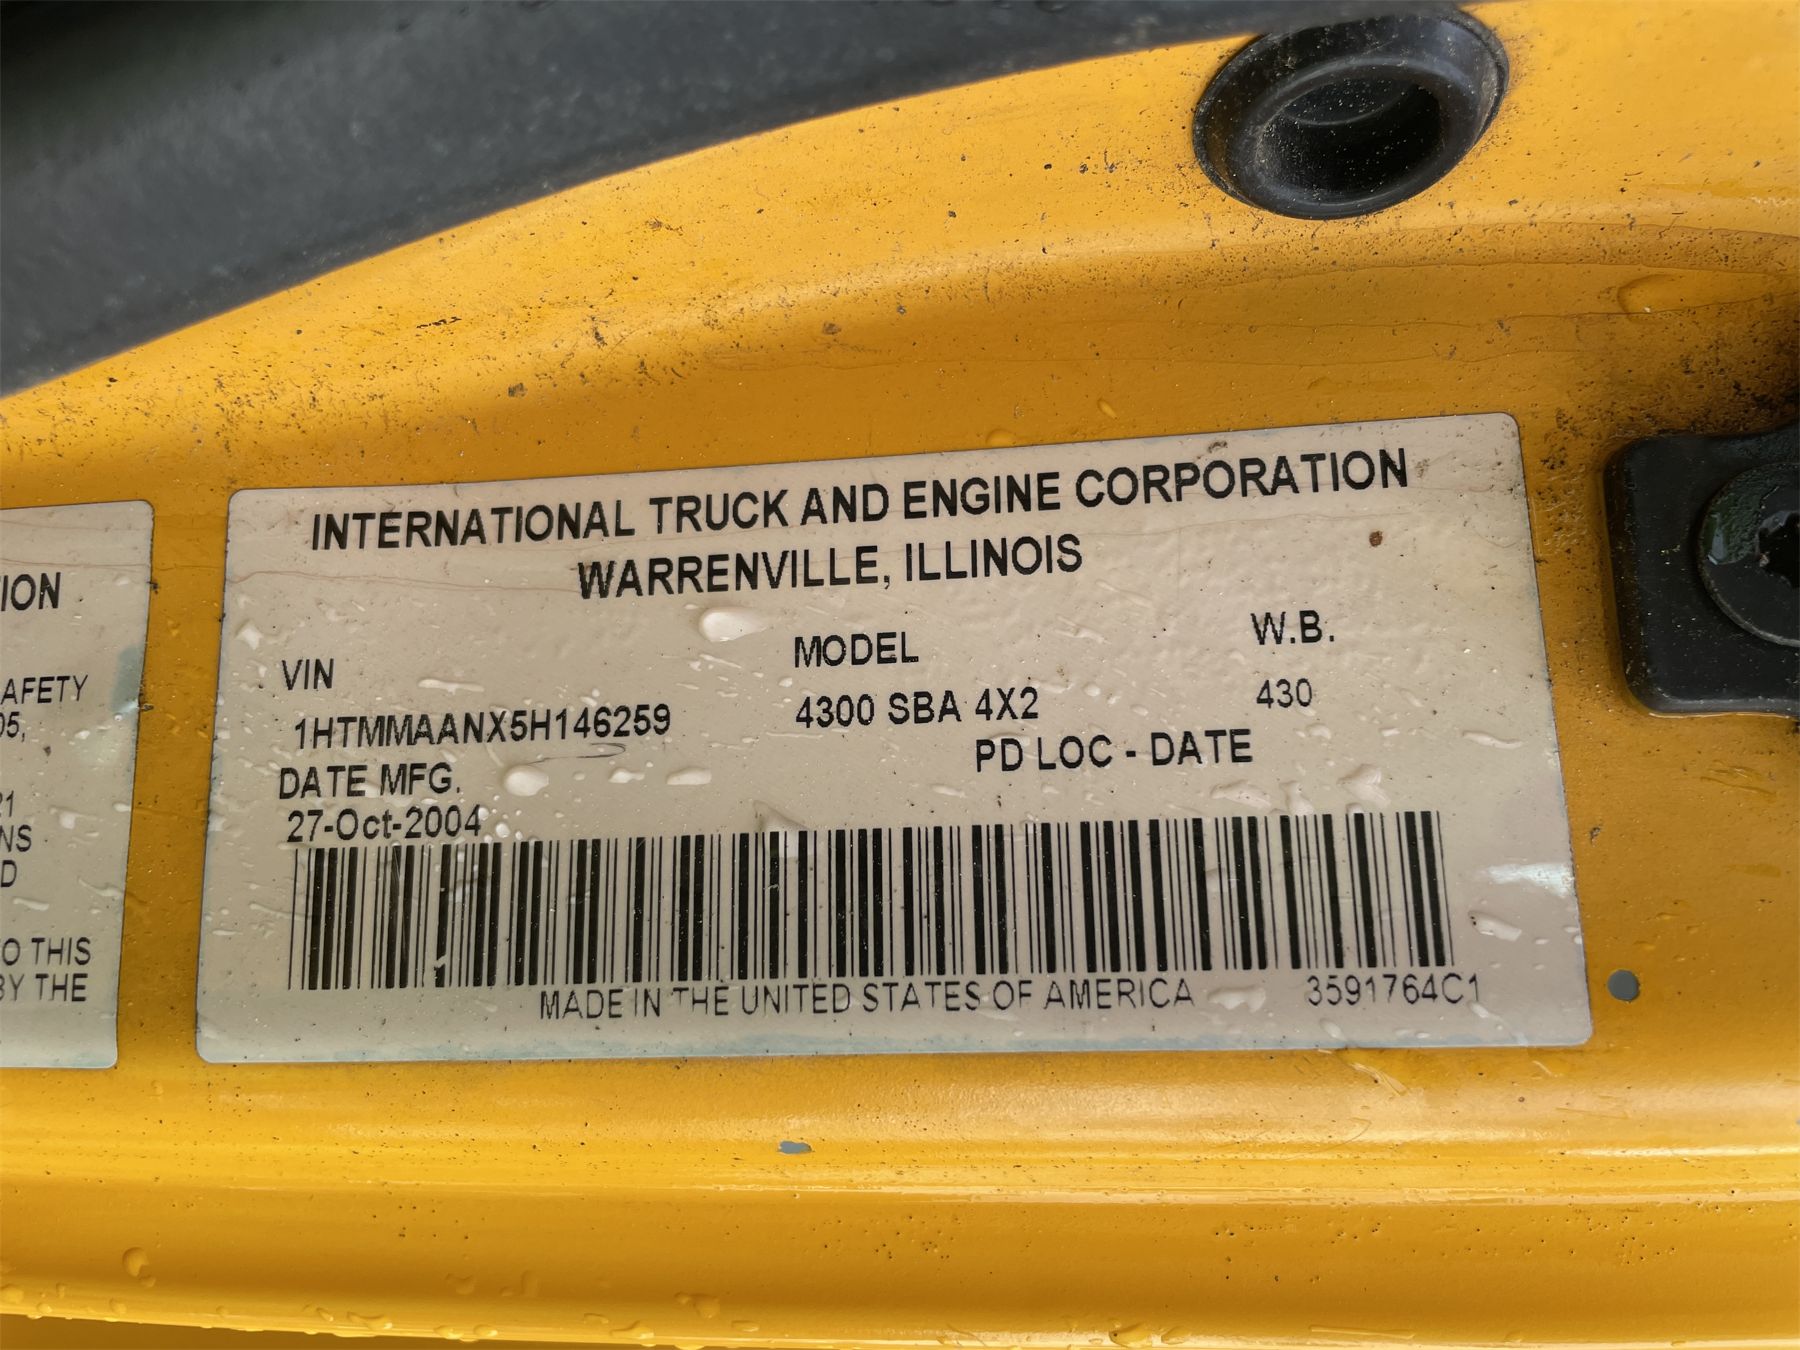 ION
AFETY
05,
21
NS
D
O THIS
BY THE
INTERNATIONAL TRUCK AND ENGINE CORPORATION
WARRENVILLE, ILLINOIS
VIN MODEL W.B.
1HTMMAANX5H146259 4300 SBA 4X2 430
DATE MFG. PD LOC - DATE
27-Oct-2004
MADE IN THE UNITED STATES OF AMERICA 3591764C1